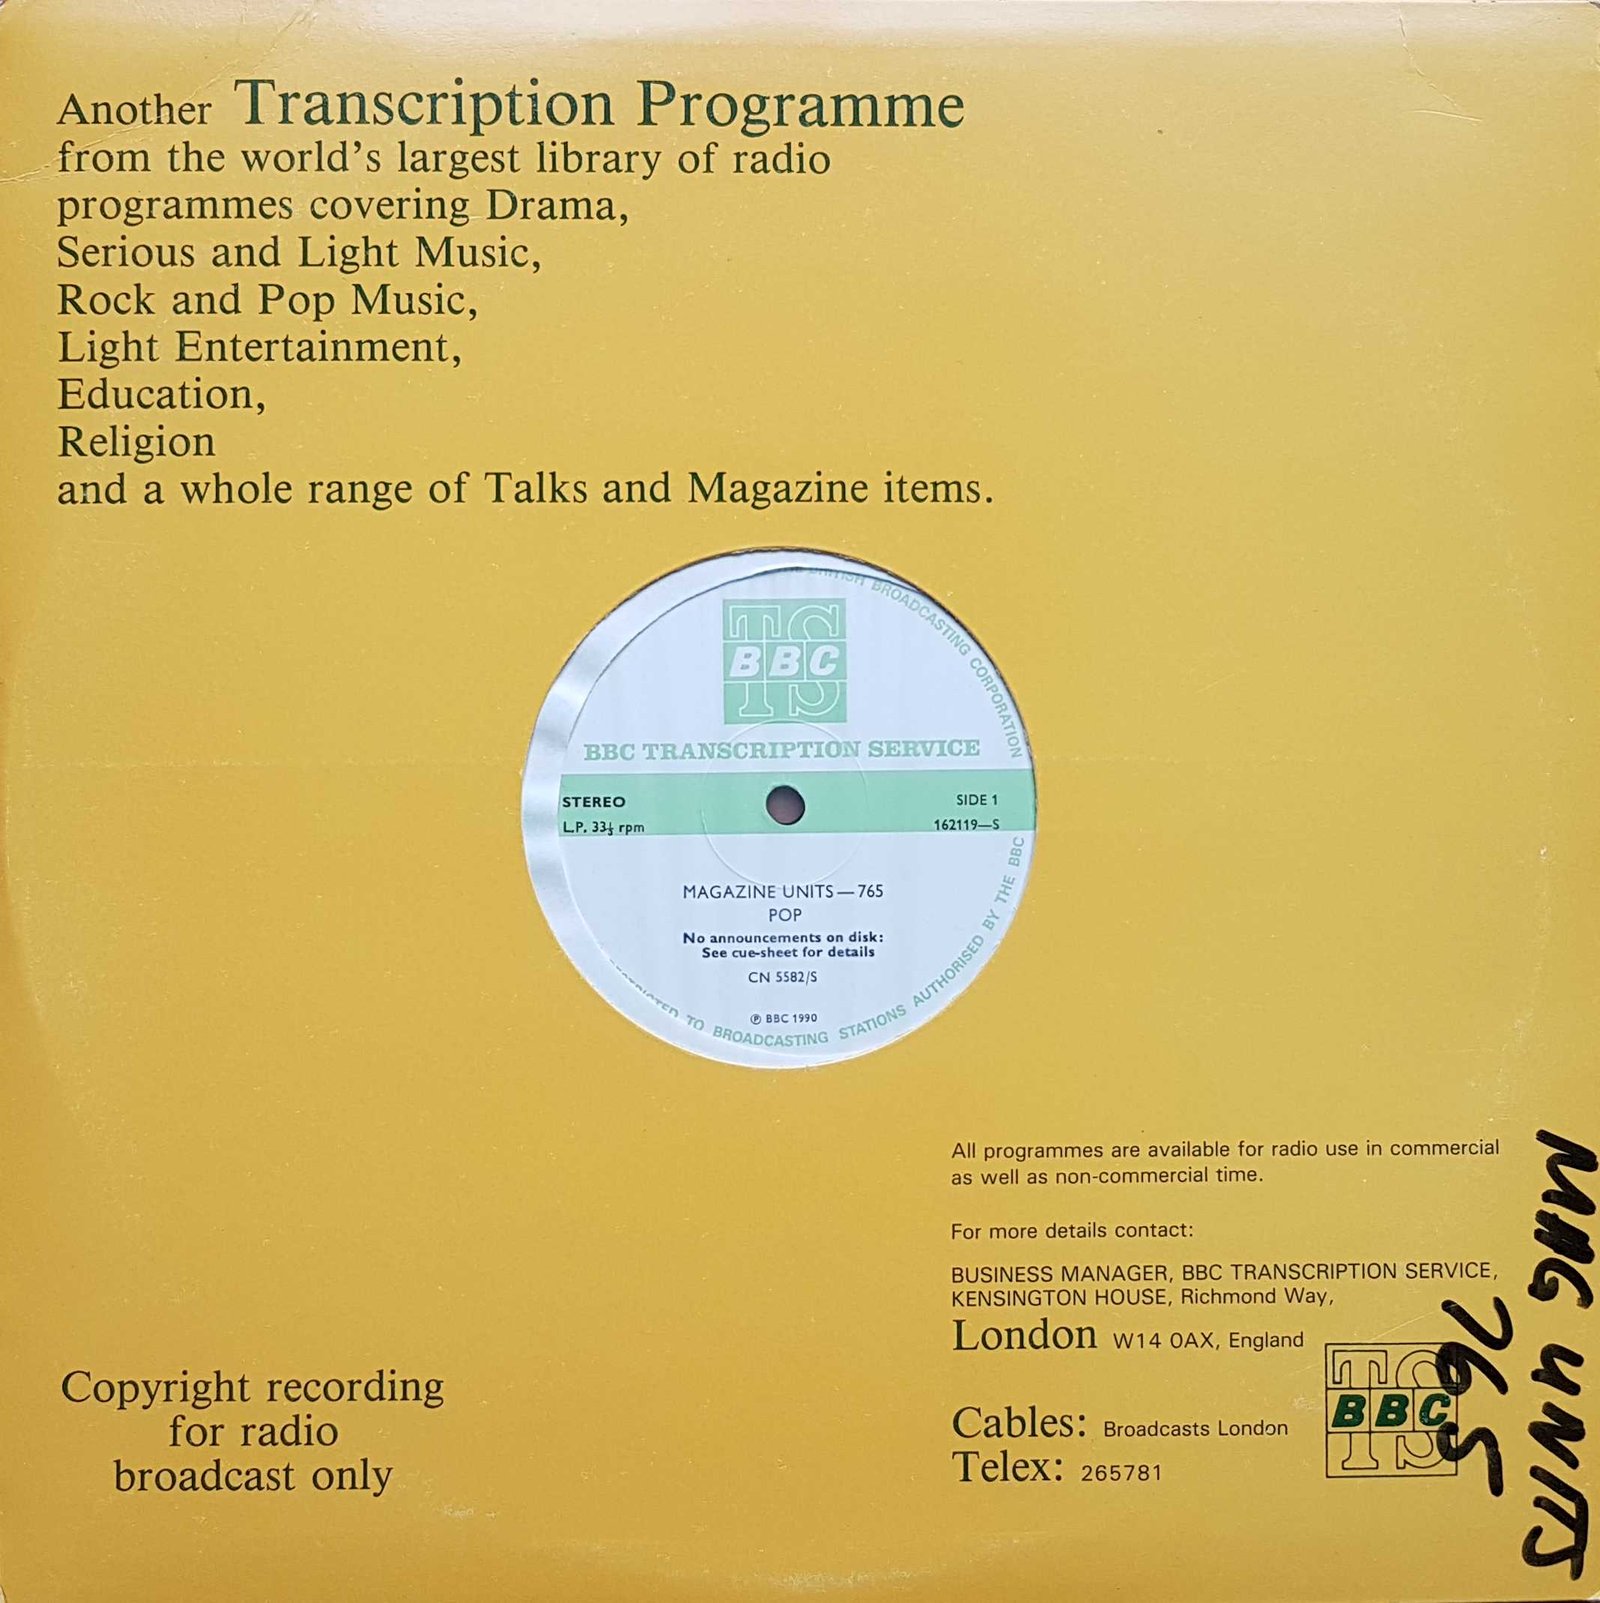 Another Transcription Programme
from the world's largest library of radio
programmes covering Drama,
Serious and Light Music,
Rock and Pop Music,
Light Entertainment,
Education,
Religion
and a whole range of Talks and Magazine items.
BRITISH BROADCASTING CORPORATION
TS
BBC
TS
BBC TRANSCRIPTION SERVICE
STEREO
SIDE 1
L.P. 33⅓ rpm
162119—S
MAGAZINE UNITS — 765
POP
No announcements on disk:
See cue-sheet for details
CN 5582/S
℗ BBC 1990
TO BROADCASTING STATIONS AUTHORISED BY THE BBC
All programmes are available for radio use in commercial
as well as non-commercial time.
For more details contact:
BUSINESS MANAGER, BBC TRANSCRIPTION SERVICE,
KENSINGTON HOUSE, Richmond Way,
London W14 0AX, England
Cables: Broadcasts London
Telex: 265781
TS
BBC
TS
Copyright recording
for radio
broadcast only
MAG UNITS
765